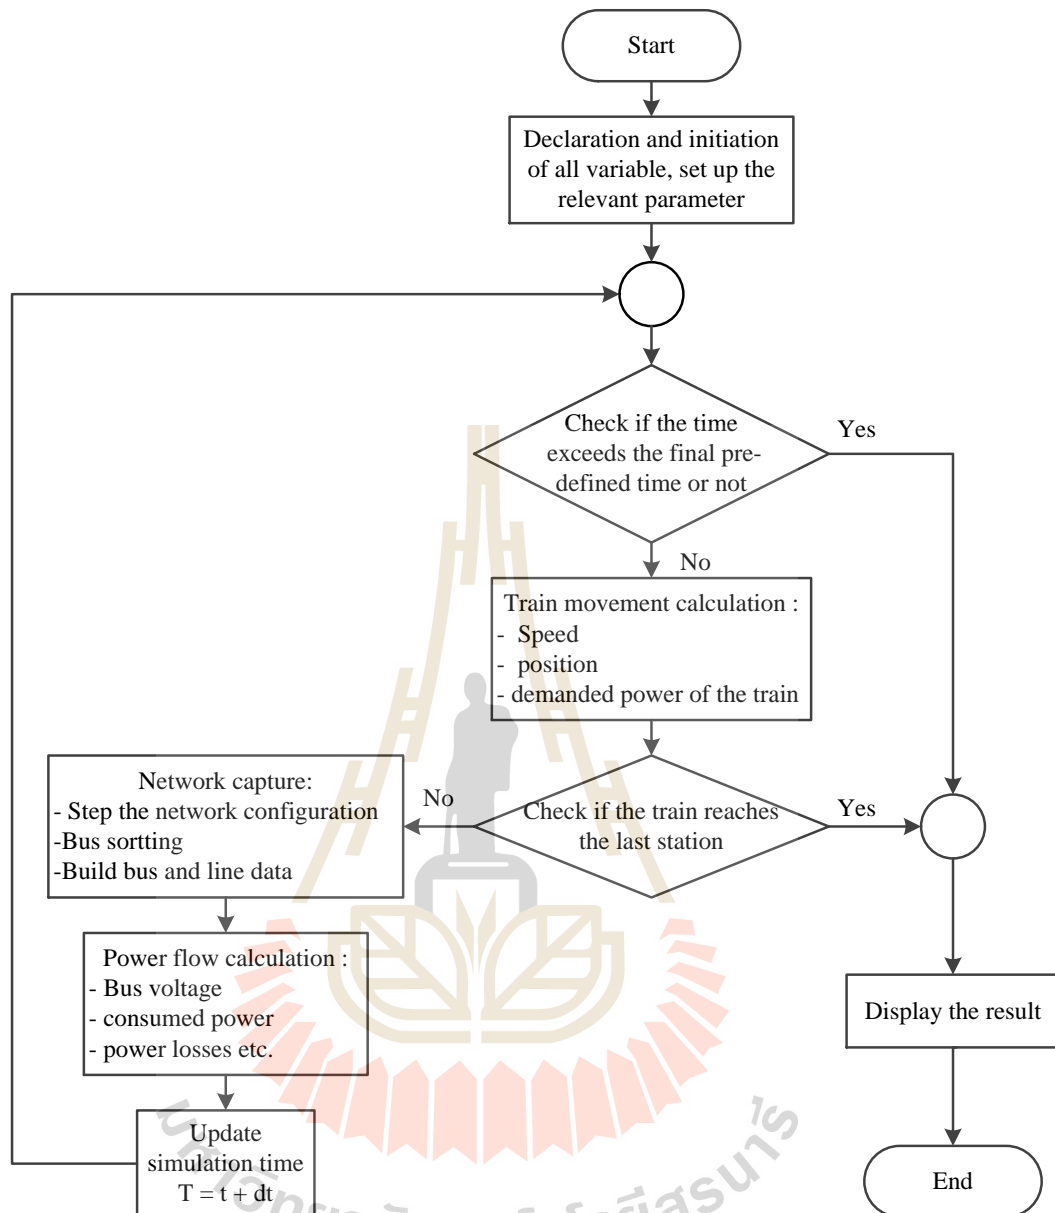 Start
Declaration and initiation
of all variable, set up the
relevant parameter
Check if the time
exceeds the final pre-
defined time or not
Yes
No
Train movement calculation :
- Speed
- position
- demanded power of the train
Check if the train reaches
the last station
No
Yes
Network capture:
- Step the network configuration
-Bus sortting
-Build bus and line data
Power flow calculation :
- Bus voltage
- consumed power
- power losses etc.
Update
simulation time
T = t + dt
Display the result
End